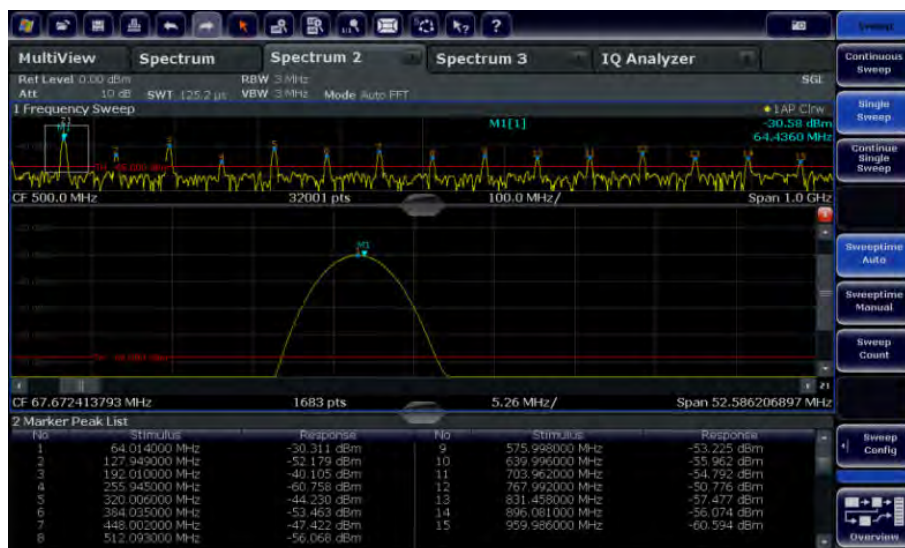 Sweep
MultiView Spectrum Spectrum 2 Spectrum 3 IQ Analyzer
Ref Level 0.00 dBm RBW 3 MHz SGL
Att 10 dB SWT 125.2 µs VBW 3 MHz Mode Auto FFT
1 Frequency Sweep 1AP Clrw
M1[1] -30.58 dBm
64.4360 MHz
M1
CF 500.0 MHz 32001 pts 100.0 MHz/ Span 1.0 GHz
M1
CF 67.672413793 MHz 1683 pts 5.26 MHz/ Span 52.586206897 MHz
2 Marker Peak List
No Stimulus Response No Stimulus Response
1 64.014000 MHz -30.311 dBm 9 575.998000 MHz -53.225 dBm
2 127.949000 MHz -52.179 dBm 10 639.996000 MHz -55.962 dBm
3 192.010000 MHz -40.105 dBm 11 703.962000 MHz -54.792 dBm
4 255.945000 MHz -60.758 dBm 12 767.992000 MHz -50.776 dBm
5 320.006000 MHz -44.230 dBm 13 831.458000 MHz -57.477 dBm
6 384.035000 MHz -53.463 dBm 14 896.081000 MHz -56.074 dBm
7 448.002000 MHz -47.422 dBm 15 959.986000 MHz -60.594 dBm
8 512.093000 MHz -56.068 dBm
Continuous
Sweep
Single
Sweep
Continue
Single
Sweep
Sweeptime
Auto
Sweeptime
Manual
Sweep
Count
Sweep
Config
Overview